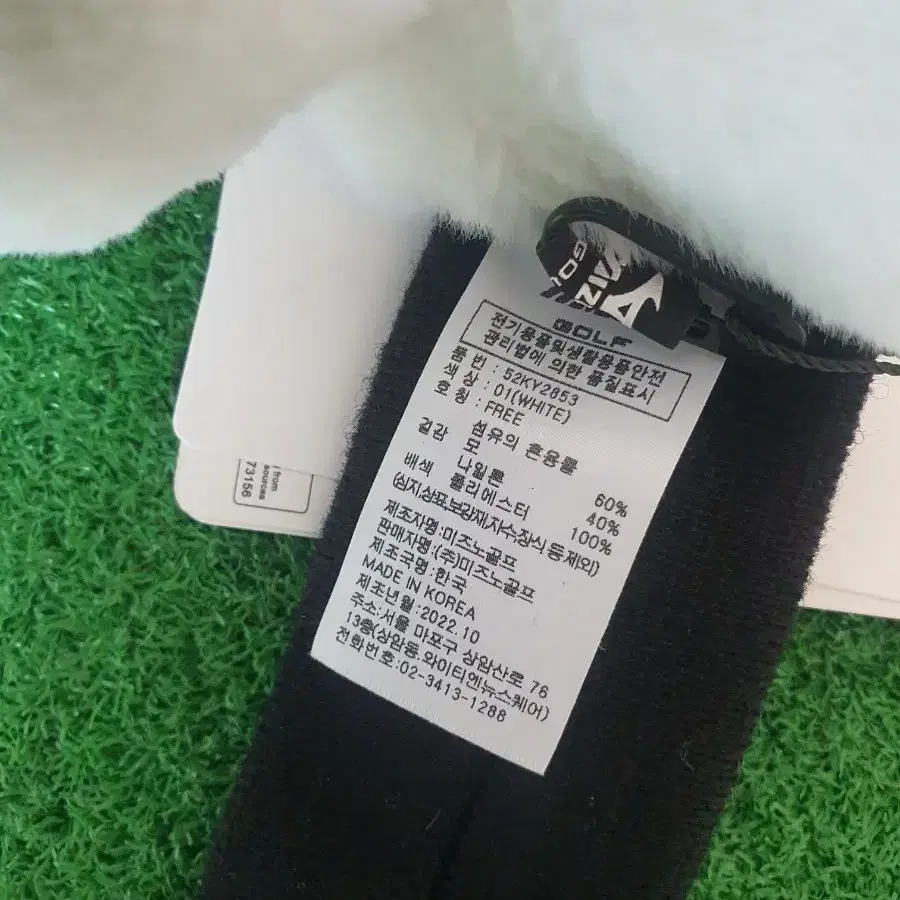 GOLF
전기용품및생활용품안전
관리법에 의한 품질표시
품 번 : 52KY2853
색 상 : 01(WHITE)
호 칭 : FREE
섬유의 혼용률
겉감 모 60%
나일론 40%
배색 폴리에스터 100%
(심지,상표,보강재,자수,장식 등 제외)
제조자명:미즈노골프
판매자명:(주)미즈노골프
제조국명:한국
MADE IN KOREA
제조년월:2022.10
주소:서울 마포구 상암산로 76
13층(상암동,와이티엔뉴스퀘어)
전화번호:02-3413-1288
from
sources
73156